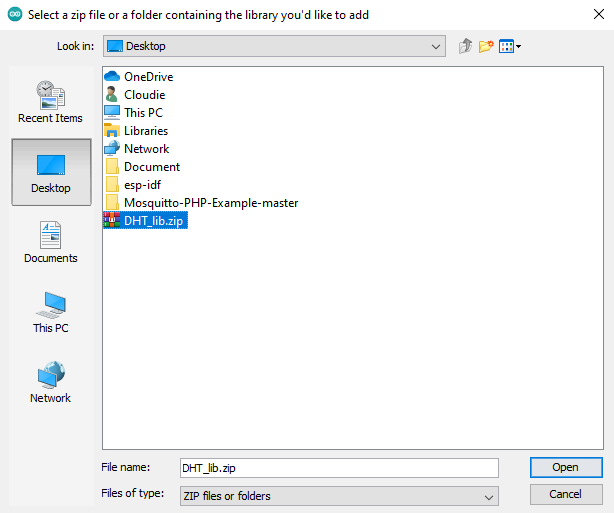 Select a zip file or a folder containing the library you'd like to add
Look in:
Desktop
Recent Items
Desktop
Documents
This PC
Network
OneDrive
Cloudie
This PC
Libraries
Network
Document
esp-idf
Mosquitto-PHP-Example-master
DHT_lib.zip
File name:
DHT_lib.zip
Open
Files of type:
ZIP files or folders
Cancel